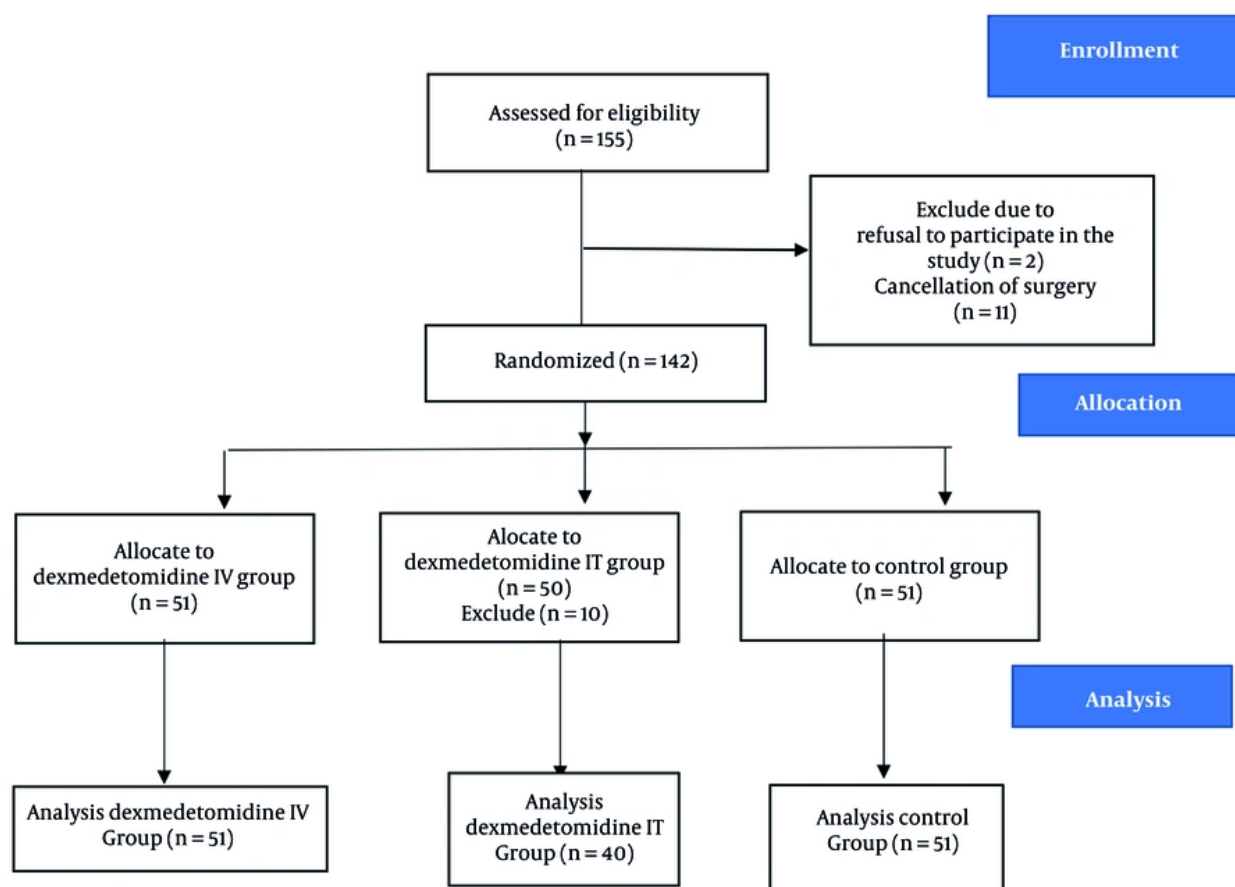 Enrollment
Assessed for eligibility
(n = 155)
Exclude due to
refusal to participate in the
study (n = 2)
Cancellation of surgery
(n = 11)
Randomized (n = 142)
Allocation
Allocate to
dexmedetomidine IV group
(n = 51)
Alocate to
dexmedetomidine IT group
(n = 50)
Exclude (n = 10)
Allocate to control group
(n = 51)
Analysis
Analysis dexmedetomidine IV
Group (n = 51)
Analysis
dexmedetomidine IT
Group (n = 40)
Analysis control
Group (n = 51)